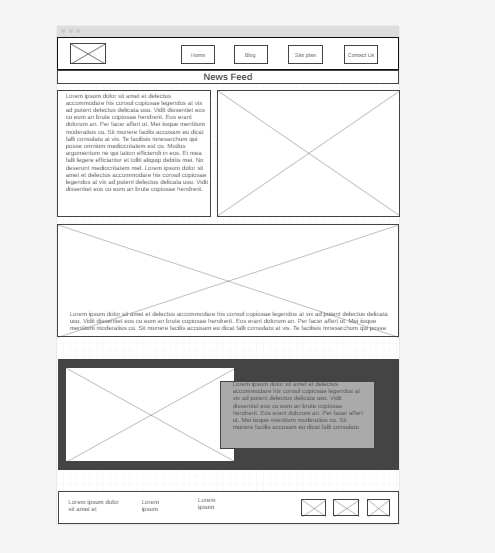 Home
Blog
Site plan
Contact Us
News Feed
Lorem ipsum dolor sit amet ei delectus
accommodare his consul copiosae legendos at vix
ad putent delectus delicata usu. Vidit dissentiet eos
cu eum an brute copiosae hendrerit. Eos erant
dolorum an. Per facer affert ut. Mei iisque mentitum
moderatius cu. Sit munere facilis accusam eu dicat
falli consulatu at vis. Te facilisis mnesarchum qui
posse omnium mediocritatem est cu. Modus
argumentum ne qui tation efficiendi in eos. Ei mea
falli legere efficiantur et tollit aliquip debitis mei. No
deserunt mediocritatem mel. Lorem ipsum dolor sit
amet ei delectus accommodare his consul copiosae
legendos at vix ad putent delectus delicata usu. Vidit
dissentiet eos cu eum an brute copiosae hendrerit.
Lorem ipsum dolor sit amet ei delectus accommodare his consul copiosae legendos at vix ad putent delectus delicata
usu. Vidit dissentiet eos cu eum an brute copiosae hendrerit. Eos erant dolorum an. Per facer affert ut. Mei iisque
mentitum moderatius cu. Sit munere facilis accusam eu dicat falli consulatu at vis. Te facilisis mnesarchum qui posse
Lorem ipsum dolor sit amet ei delectus
accommodare his consul copiosae legendos at
vix ad putent delectus delicata usu. Vidit
dissentiet eos cu eum an brute copiosae
hendrerit. Eos erant dolorum an. Per facer affert
ut. Mei iisque mentitum moderatius cu. Sit
munere facilis accusam eu dicat falli consulatu
Lorem ipsum dolor
sit amet ei
Lorem
ipsum
Lorem
ipsum